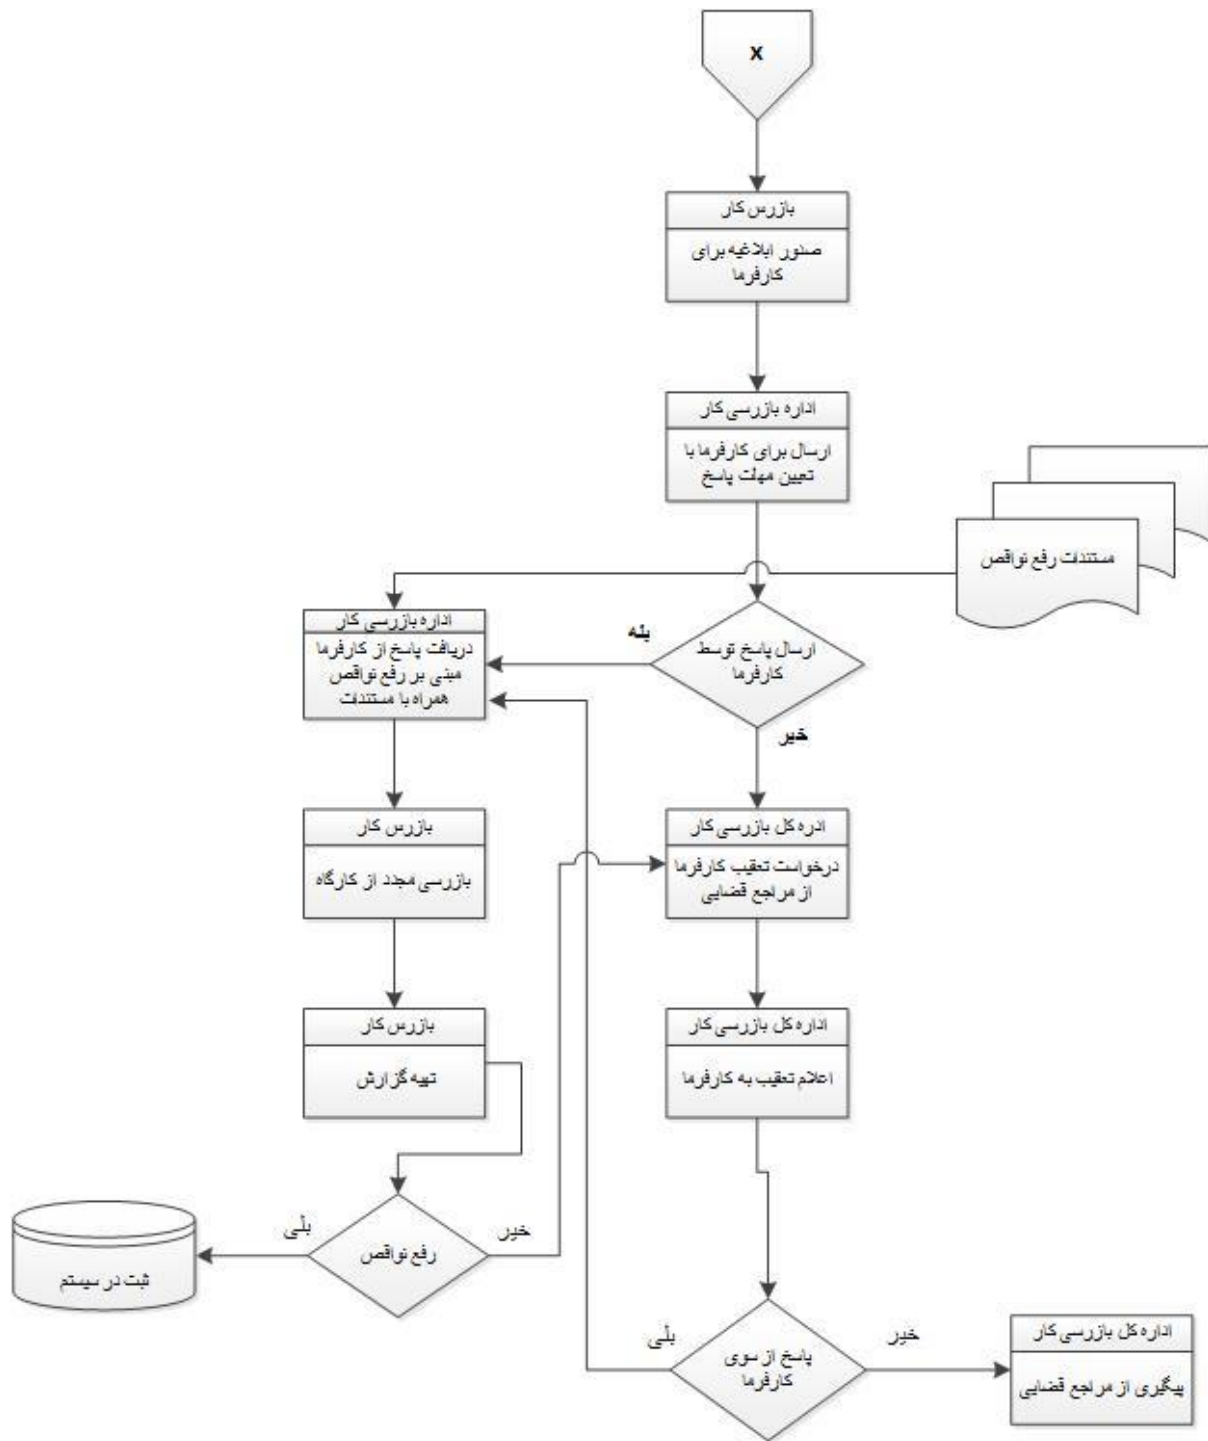 X
بازرس کار
صدور ابلاغیه برای
کارفرما
اداره بازرسی کار
ارسال برای کارفرما با
تعیین مهلت پاسخ
مستندات رفع نواقص
ارسال پاسخ توسط
کارفرما
بله
خیر
اداره بازرسی کار
دریافت پاسخ از کارفرما
مبنی بر رفع نواقص
همراه با مستندات
بازرس کار
بازرسی مجدد از کارگاه
ادره کل بازرسی کار
درخواست تعقیب کارفرما
از مراجع قضایی
بازرس کار
تهیه گزارش
اداره کل بازرسی کار
اعلام تعقیب به کارفرما
رفع نواقص
بلی
خیر
ثبت در سیستم
پاسخ از سوی
کارفرما
بلی
خیر
اداره کل بازرسی کار
پیگیری از مراجع قضایی